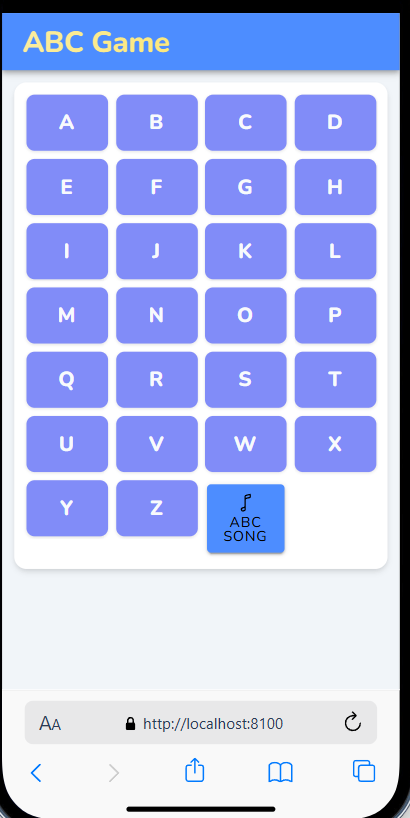 ABC Game
A B C D
E F G H
I J K L
M N O P
Q R S T
U V W X
Y Z ABC
SONG
AA http://localhost:8100